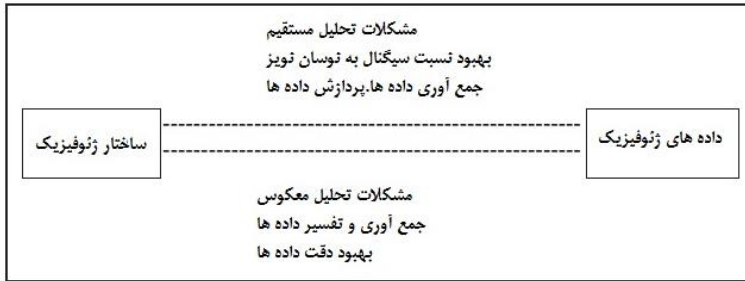 مشکلات تحلیل مستقیم
بهبود نسبت سیگنال به نوسان نویز
جمع آوری داده ها.پردازش داده ها
داده های ژئوفیزیک
ساختار ژئوفیزیک
مشکلات تحلیل معکوس
جمع آوری و تفسیر داده ها
بهبود دقت داده ها